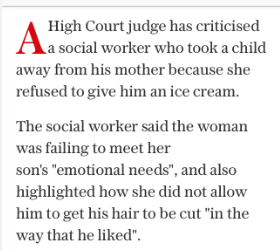 A High Court judge has criticised
a social worker who took a child
away from his mother because she
refused to give him an ice cream.
The social worker said the woman
was failing to meet her
son's "emotional needs", and also
highlighted how she did not allow
him to get his hair to be cut "in the
way that he liked".